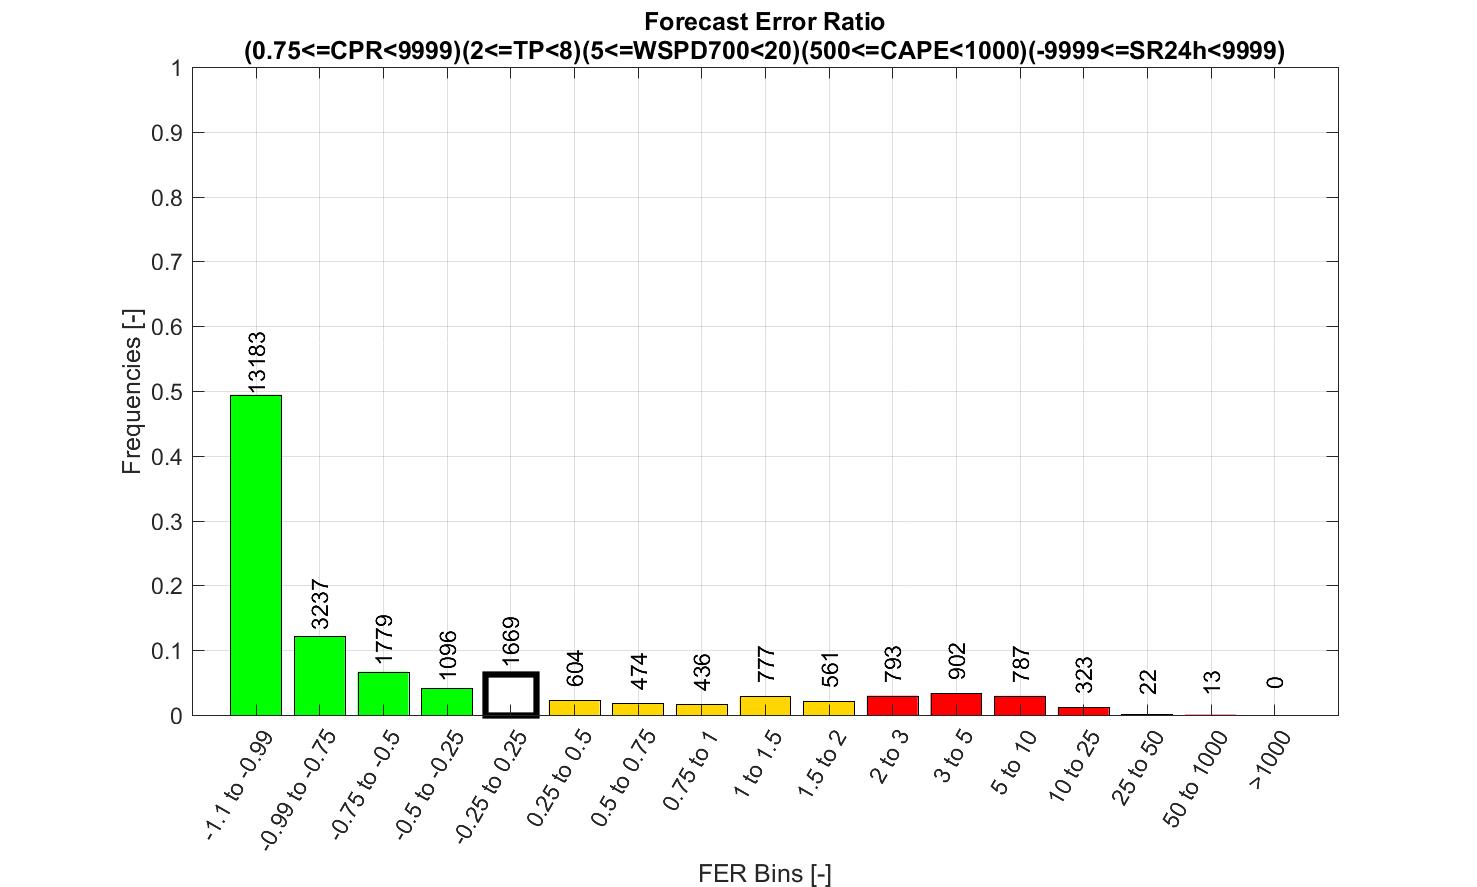 Forecast Error Ratio
(0.75<=CPR<9999)(2<=TP<8)(5<=WSPD700<20)(500<=CAPE<1000)(-9999<=SR24h<9999)
1
0.9
0.8
0.7
0.6
0.5
0.4
0.3
0.2
0.1
0
Frequencies [-]
13183
3237
1779
1096
1669
604
474
436
777
561
793
902
787
323
22
13
0
-1.1 to -0.99
-0.99 to -0.75
-0.75 to -0.5
-0.5 to -0.25
-0.25 to 0.25
0.25 to 0.5
0.5 to 0.75
0.75 to 1
1 to 1.5
1.5 to 2
2 to 3
3 to 5
5 to 10
10 to 25
25 to 50
50 to 1000
>1000
FER Bins [-]